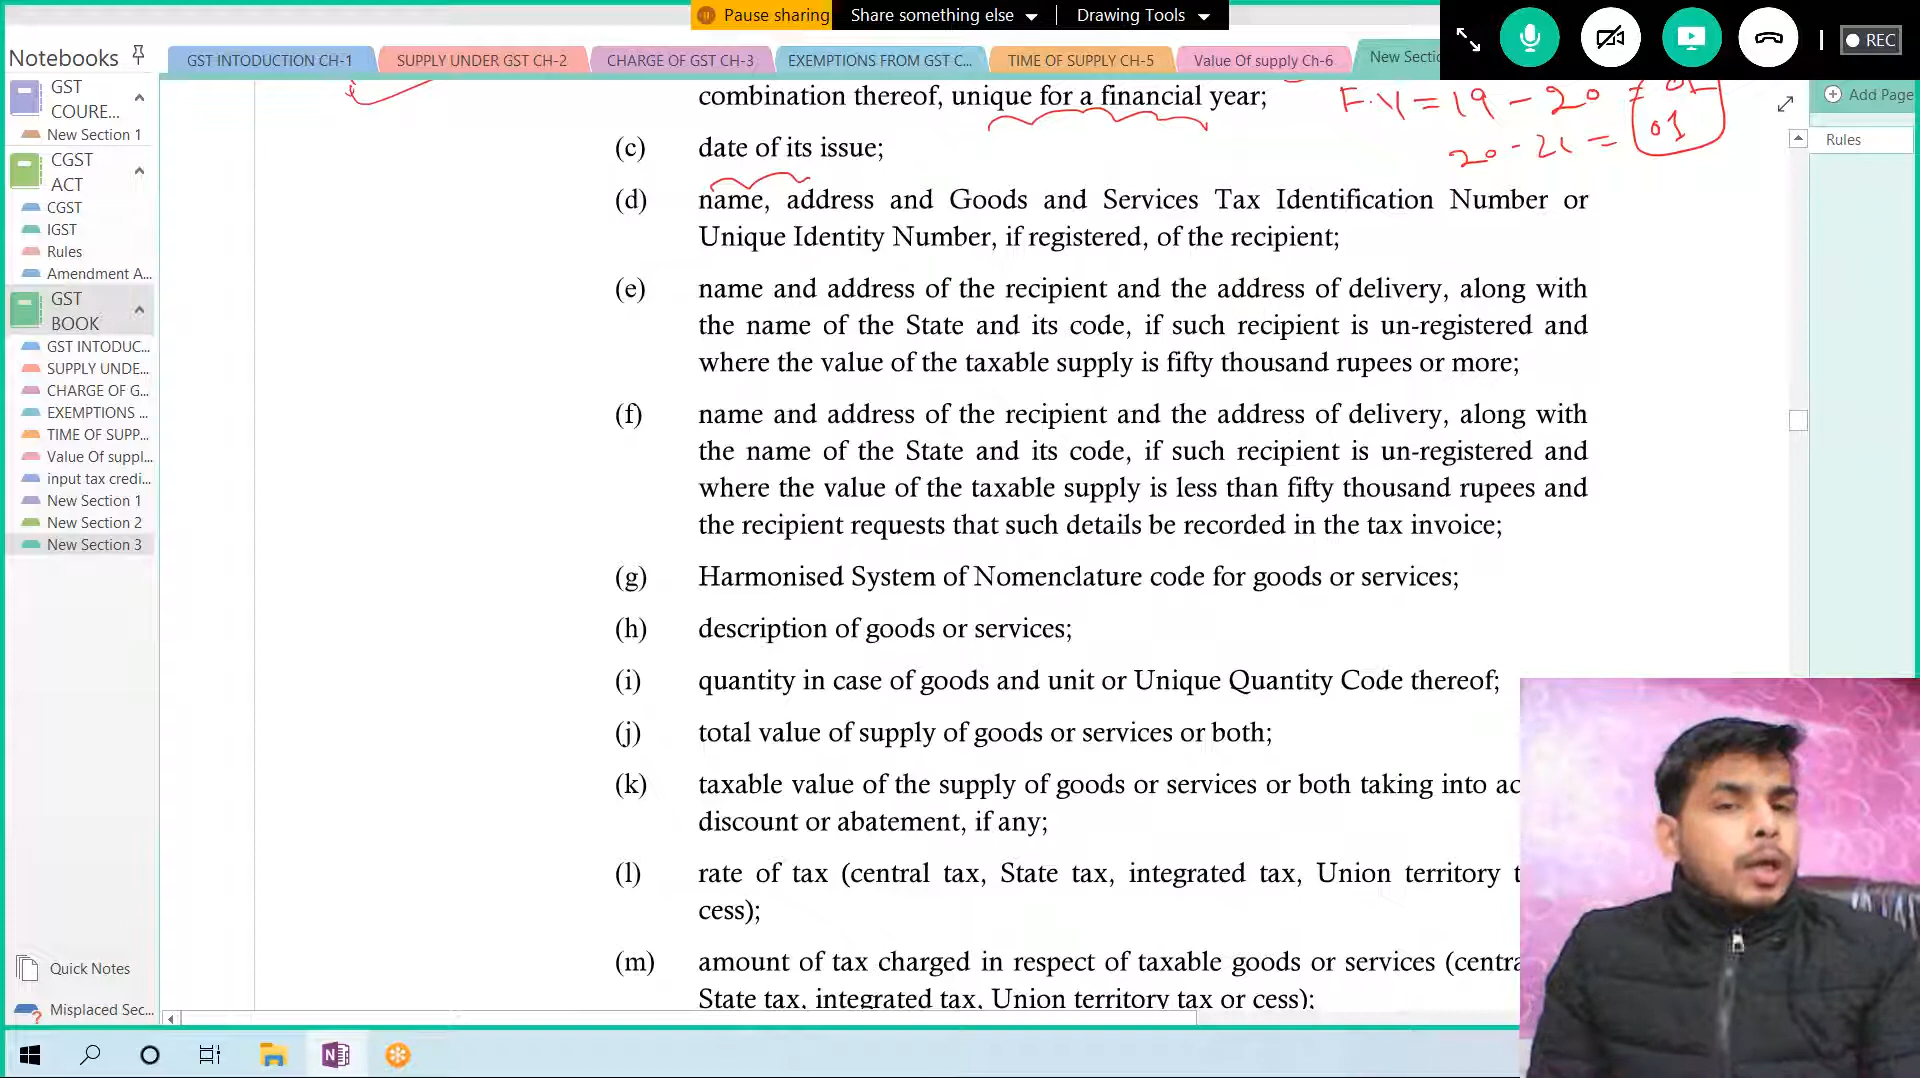 Pause sharing
Share something else
Drawing Tools
REC
Notebooks
GST INTODUCTION CH-1
SUPPLY UNDER GST CH-2
CHARGE OF GST CH-3
EXEMPTIONS FROM GST C...
TIME OF SUPPLY CH-5
Value Of supply Ch-6
New Sectio
Add Page
Rules
GST
COURE...
New Section 1
CGST
ACT
CGST
IGST
Rules
Amendment A...
GST
BOOK
GST INTODUC...
SUPPLY UNDE...
CHARGE OF G...
EXEMPTIONS ...
TIME OF SUPP...
Value Of suppl...
input tax credi...
New Section 1
New Section 2
New Section 3
Quick Notes
Misplaced Sec...
combination thereof, unique for a financial year;
F.Y = 19 - 20 = 01
20 - 21 = 01
(c) date of its issue;
(d) name, address and Goods and Services Tax Identification Number or
Unique Identity Number, if registered, of the recipient;
(e) name and address of the recipient and the address of delivery, along with
the name of the State and its code, if such recipient is un-registered and
where the value of the taxable supply is fifty thousand rupees or more;
(f) name and address of the recipient and the address of delivery, along with
the name of the State and its code, if such recipient is un-registered and
where the value of the taxable supply is less than fifty thousand rupees and
the recipient requests that such details be recorded in the tax invoice;
(g) Harmonised System of Nomenclature code for goods or services;
(h) description of goods or services;
(i) quantity in case of goods and unit or Unique Quantity Code thereof;
(j) total value of supply of goods or services or both;
(k) taxable value of the supply of goods or services or both taking into ac
discount or abatement, if any;
(l) rate of tax (central tax, State tax, integrated tax, Union territory t
cess);
(m) amount of tax charged in respect of taxable goods or services (centra
State tax, integrated tax, Union territory tax or cess);